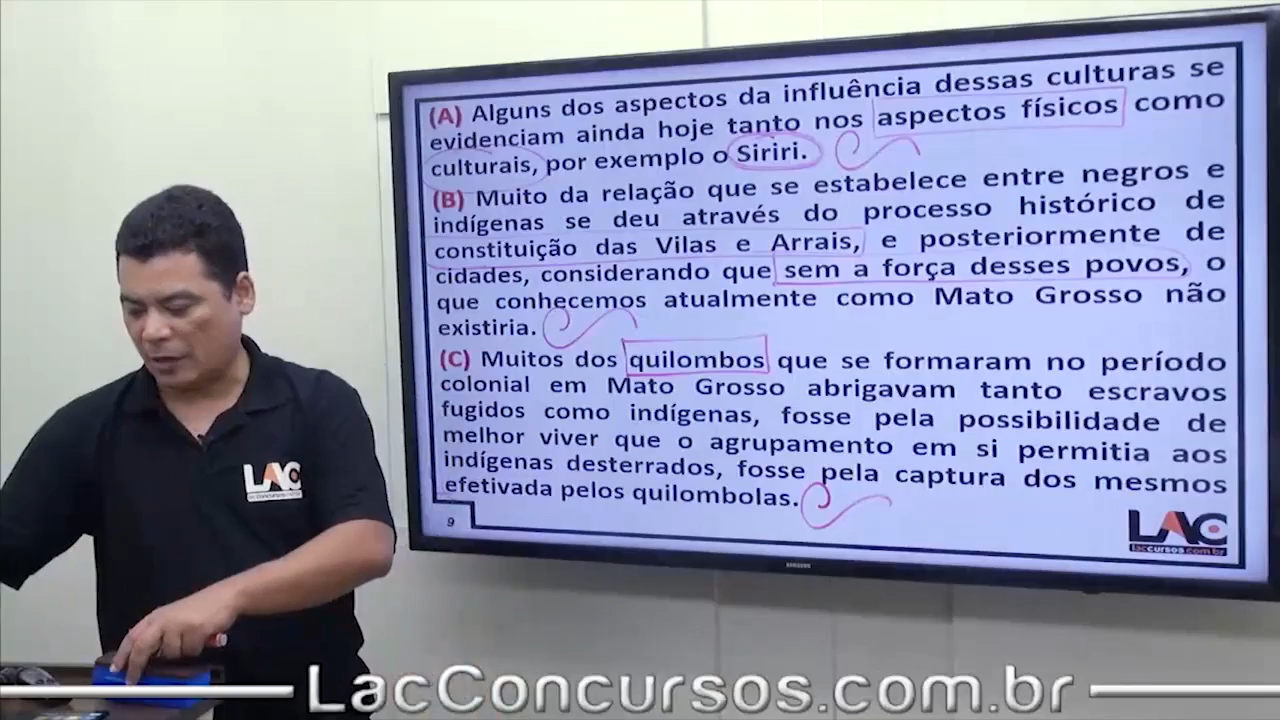 (A) Alguns dos aspectos da influência dessas culturas se
evidenciam ainda hoje tanto nos aspectos físicos como
culturais, por exemplo o Siriri.
(B) Muito da relação que se estabelece entre negros e
indígenas se deu através do processo histórico de
constituição das Vilas e Arrais, e posteriormente de
cidades, considerando que sem a força desses povos, o
que conhecemos atualmente como Mato Grosso não
existiria.
(C) Muitos dos quilombos que se formaram no período
colonial em Mato Grosso abrigavam tanto escravos
fugidos como indígenas, fosse pela possibilidade de
melhor viver que o agrupamento em si permitia aos
indígenas desterrados, fosse pela captura dos mesmos
efetivada pelos quilombolas.
9
LAC
laccursos.com.br
SAMSUNG
LAC
LacConcursos.com.br